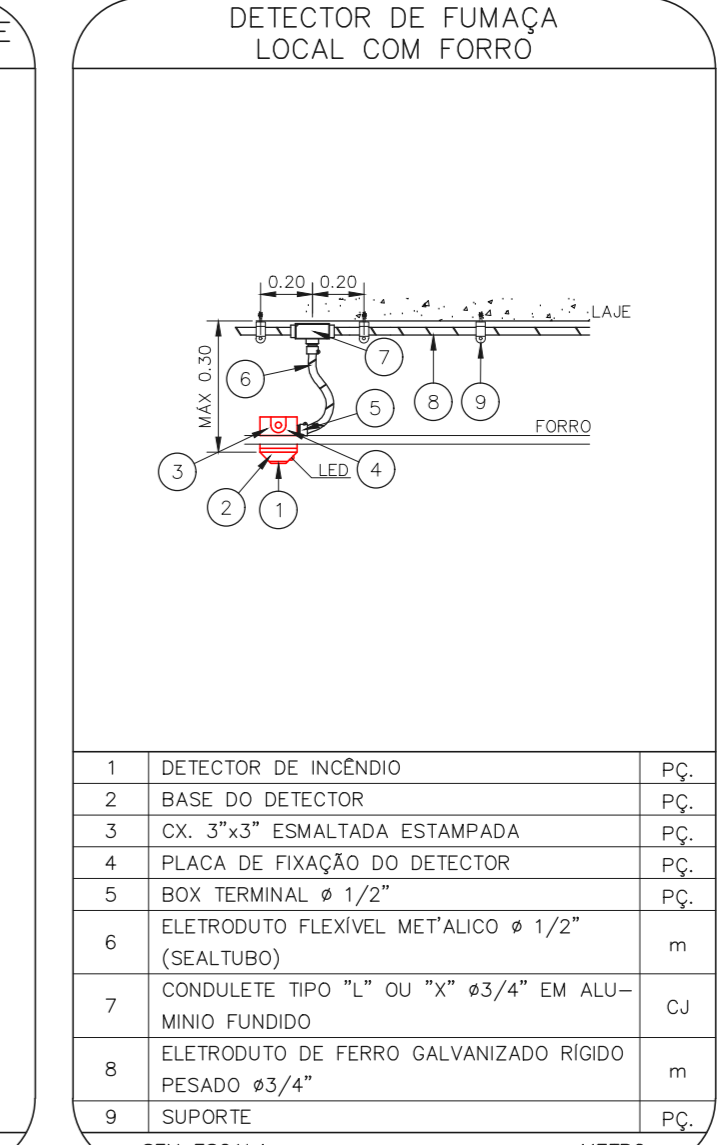 E
DETECTOR DE FUMAÇA
LOCAL COM FORRO
0.20 0.20
LAJE
MÁX 0.30
7
6
5
8
9
FORRO
3
LED
4
2
1
1 DETECTOR DE INCÊNDIO PÇ.
2 BASE DO DETECTOR PÇ.
3 CX. 3"x3" ESMALTADA ESTAMPADA PÇ.
4 PLACA DE FIXAÇÃO DO DETECTOR PÇ.
5 BOX TERMINAL ø 1/2" PÇ.
6 ELETRODUTO FLEXÍVEL MET'ALICO ø 1/2"
(SEALTUBO) m
7 CONDULETE TIPO "L" OU "X" ø3/4" EM ALU-
MINIO FUNDIDO CJ
8 ELETRODUTO DE FERRO GALVANIZADO RÍGIDO
PESADO ø3/4" m
9 SUPORTE PÇ.